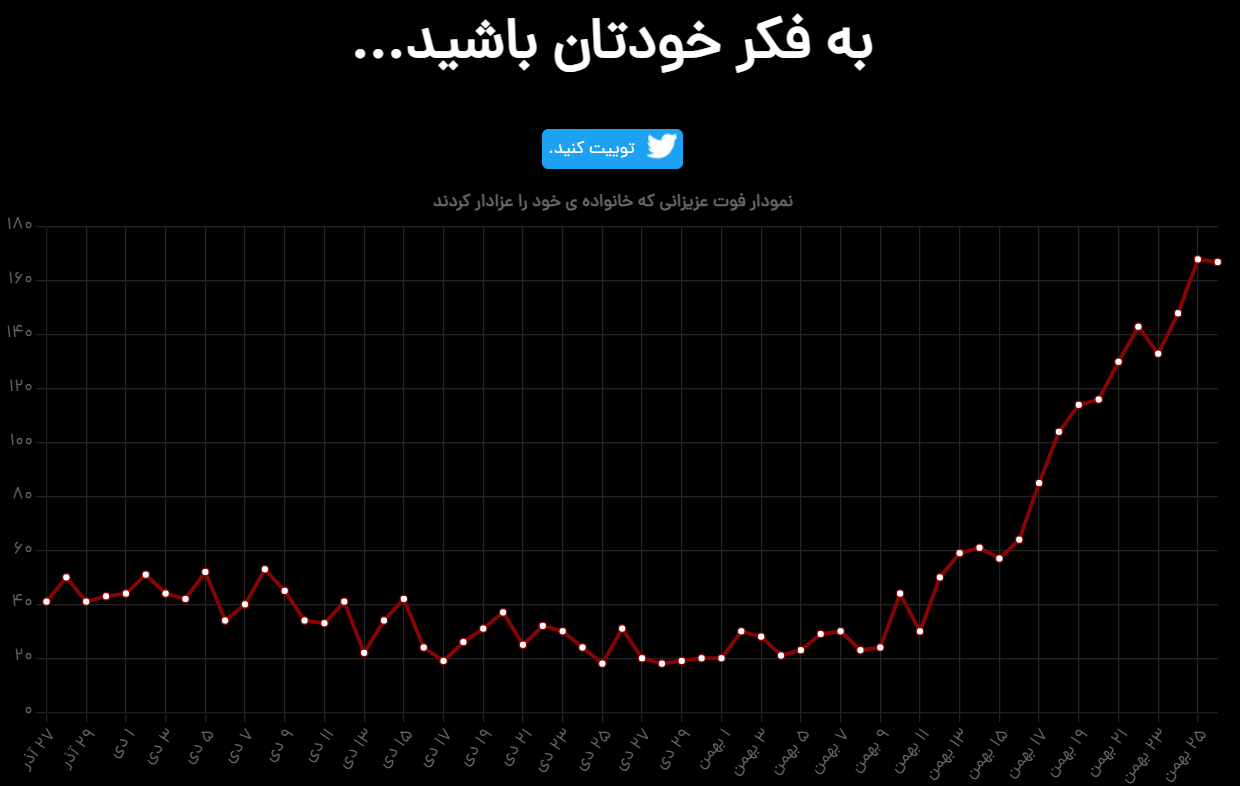 به فکر خودتان باشید...
توییت کنید.
نمودار فوت عزیزانی که خانواده ی خود را عزادار کردند
۱۸۰
۱۶۰
۱۴۰
۱۲۰
۱۰۰
۸۰
۶۰
۴۰
۲۰
۰
۲۷ آذر
۲۹ آذر
۱ دی
۳ دی
۵ دی
۷ دی
۹ دی
۱۱ دی
۱۳ دی
۱۵ دی
۱۷ دی
۱۹ دی
۲۱ دی
۲۳ دی
۲۵ دی
۲۷ دی
۲۹ دی
۱ بهمن
۳ بهمن
۵ بهمن
۷ بهمن
۹ بهمن
۱۱ بهمن
۱۳ بهمن
۱۵ بهمن
۱۷ بهمن
۱۹ بهمن
۲۱ بهمن
۲۳ بهمن
۲۵ بهمن